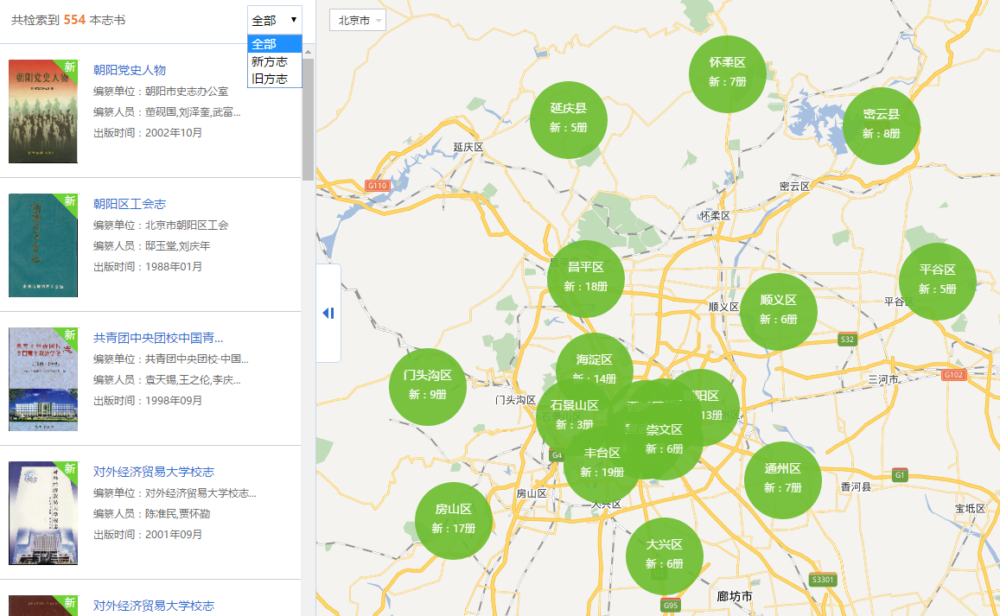 共检索到 554 本志书
全部
全部
新方志
旧方志
新
朝阳党史人物
朝阳党史人物
编纂单位：朝阳市史志办公室
编纂人员：茔砚国,刘泽奎,武富...
出版时间：2002年10月
新
朝阳区工会志
编纂单位：北京市朝阳区工会
编纂人员：邸玉堂,刘庆年
出版时间：1988年01月
新
共青团中央团校中国青...
编纂单位：共青团中央团校·中国...
编纂人员：袁天锡,王之伦,李庆...
出版时间：1998年09月
新
对外经济贸易大学校志
对外经济贸易大学校志
编纂单位：对外经济贸易大学校志...
编纂人员：陈准民,贾怀勤
出版时间：2001年09月
新
对外经济贸易大学校志
北京市
怀柔区
新：7册
延庆县
新：5册
密云县
新：8册
延庆区
G110
密云区
怀柔区
昌平区
新：18册
平谷区
新：5册
顺义区
平谷区
顺义区
新：6册
S32
海淀区
新：14册
门头沟区
新：9册
G102
三河市
门头沟区
石景山区
新：3册
阳区
13册
崇文区
新：6册
G4
丰台区
新：19册
通州区
新：7册
G1
香河县
房山区
大兴区
宝坻区
房山区
新：17册
大兴区
新：6册
S3301
廊坊市
G95